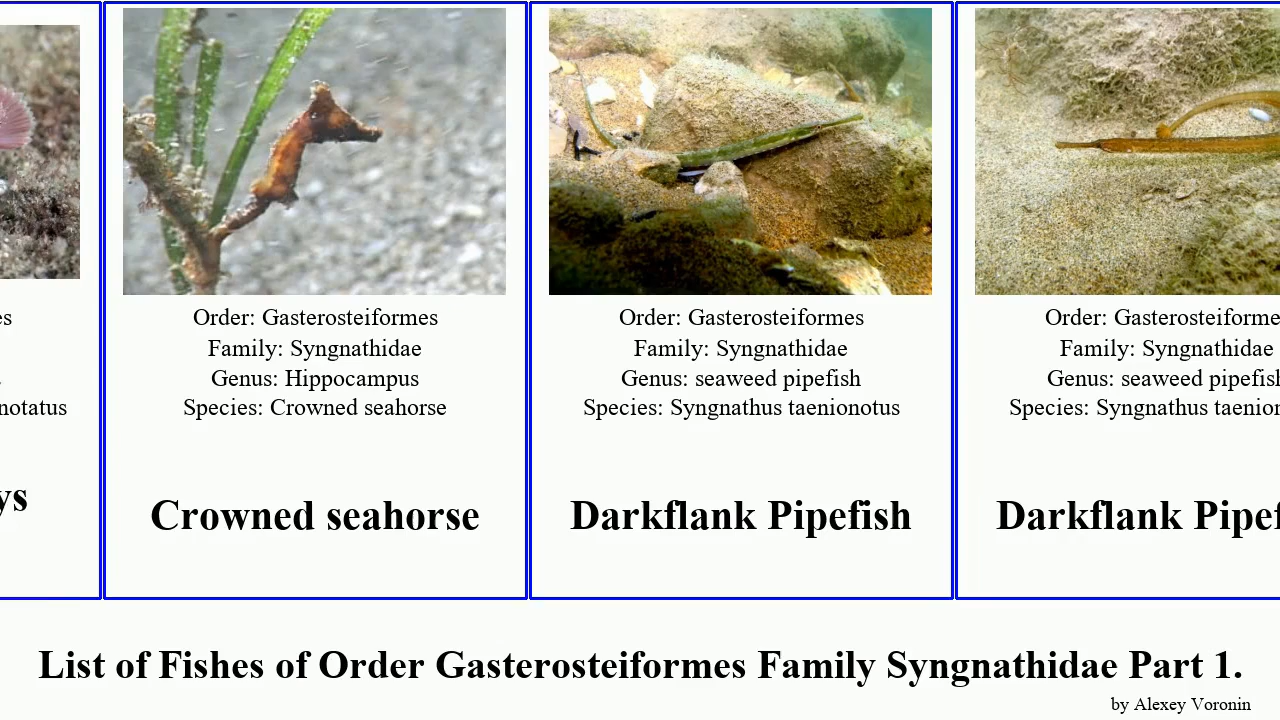 es
notatus
ys
Order: Gasterosteiformes
Family: Syngnathidae
Genus: Hippocampus
Species: Crowned seahorse
Crowned seahorse
Order: Gasterosteiformes
Family: Syngnathidae
Genus: seaweed pipefish
Species: Syngnathus taenionotus
Darkflank Pipefish
Order: Gasterosteiforme
Family: Syngnathidae
Genus: seaweed pipefish
Species: Syngnathus taenion
Darkflank Pipef
List of Fishes of Order Gasterosteiformes Family Syngnathidae Part 1.
by Alexey Voronin